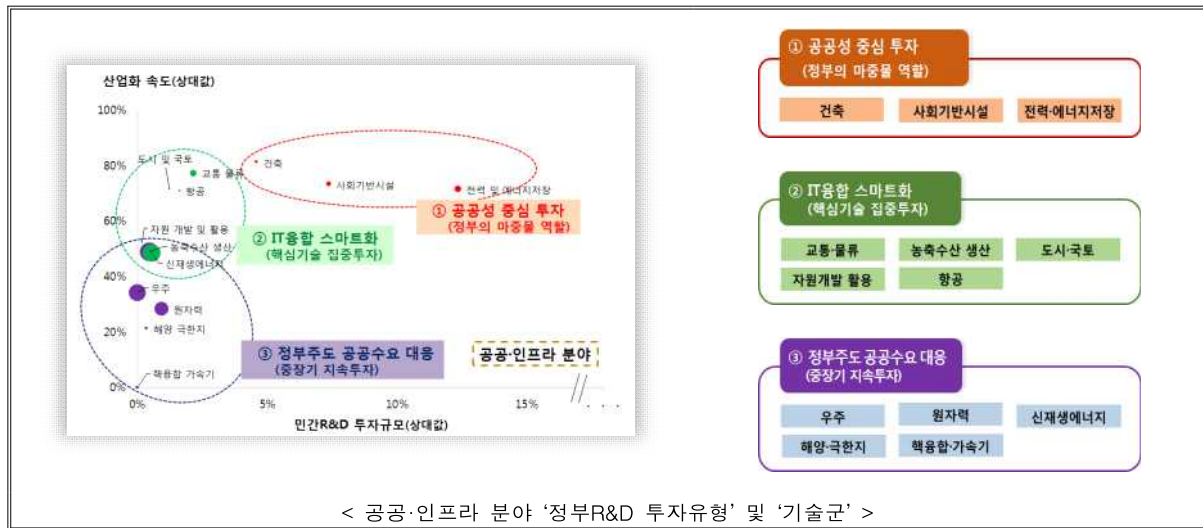 산업화 속도(상대값)
100%
80%
60%
40%
20%
0%
도시 및 국토
교통 물류
항공
건축
사회기반시설
전력 및 에너지저장
① 공공성 중심 투자
(정부의 마중물 역할)
자원 개발 및 활용
농축수산 생산
신재생에너지
② IT융합 스마트화
(핵심기술 집중투자)
우주
원자력
해양 극한지
핵융합 가속기
③ 정부주도 공공수요 대응
(중장기 지속투자)
공공·인프라 분야
0%
5%
10%
15%
민간R&D 투자규모(상대값)
① 공공성 중심 투자
(정부의 마중물 역할)
건축
사회기반시설
전력·에너지저장
② IT융합 스마트화
(핵심기술 집중투자)
교통·물류
농축수산 생산
도시·국토
자원개발 활용
항공
③ 정부주도 공공수요 대응
(중장기 지속투자)
우주
원자력
신재생에너지
해양·극한지
핵융합·가속기
< 공공·인프라 분야 ‘정부R&D 투자유형’ 및 ‘기술군’ >